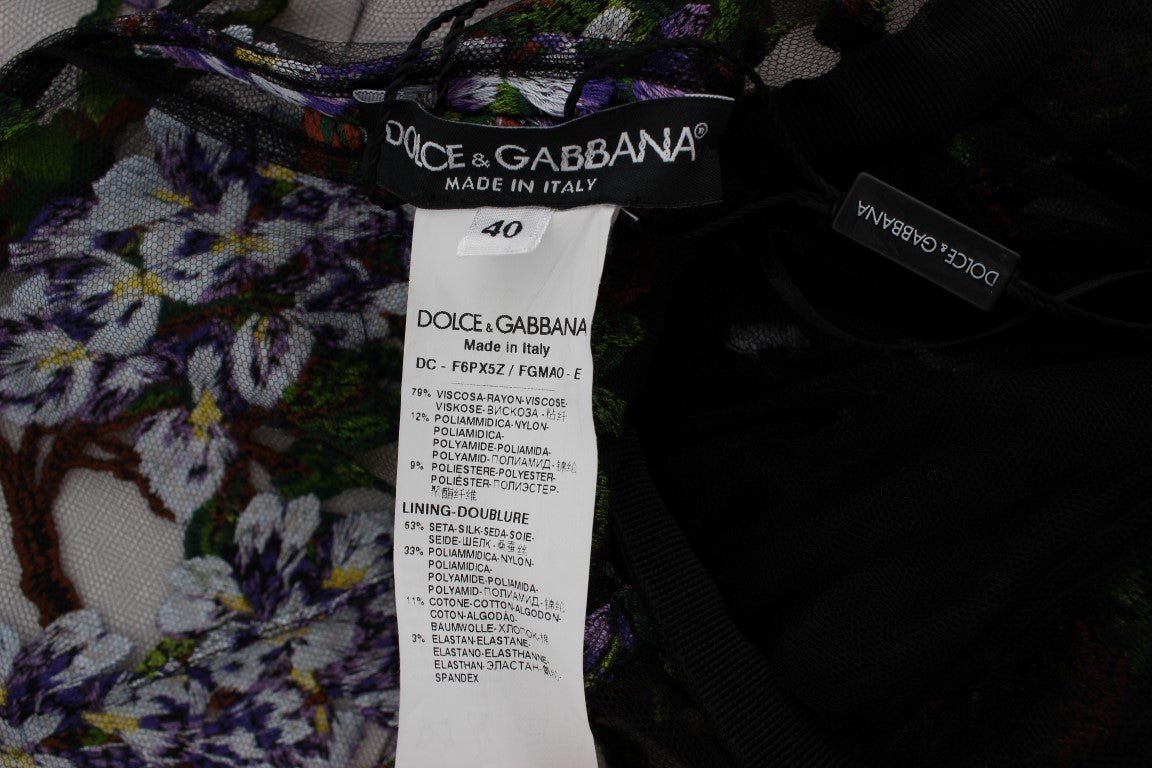 DOLCE & GABBANA®
MADE IN ITALY
40
DOLCE & GABBANA
DOLCE & GABBANA
Made in Italy
DC - F6PX5Z / FGMA0 - E
79% VISCOSA-RAYON-VISCOSE-
VISKOSE-ВИСКОЗА-粘纤
12% POLIAMMIDICA-NYLON-
POLIAMIDICA-
POLYAMIDE-POLIAMIDA-
POLYAMID-ПОЛИАМИД-锦纶
9% POLIESTERE-POLYESTER-
POLIÉSTER-ПОЛИЭСТЕР-
聚酯纤维
LINING-DOUBLURE
53% SETA-SILK-SEDA-SOIE-
SEIDE-ШЕЛК-桑蚕丝
33% POLIAMMIDICA-NYLON-
POLIAMIDICA-
POLYAMIDE-POLIAMIDA-
POLYAMID-ПОЛИАМИД-锦纶
11% COTONE-COTTON-ALGODON-
COTON-ALGODÃO-
BAUMWOLLE-ХЛОПОК-棉
3% ELASTAN-ELASTANE-
ELASTANO-ELASTHANNE-
ELASTHAN-ЭЛАСТАН-氨纶
SPANDEX